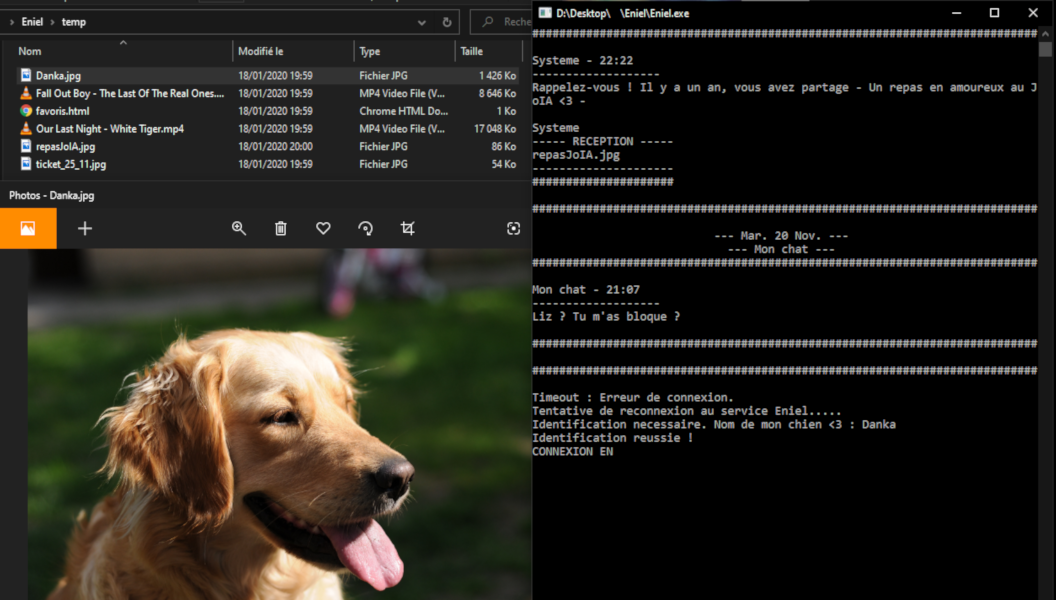 Eniel > temp
Reche
Nom Modifié le Type Taille
Danka.jpg 18/01/2020 19:59 Fichier JPG 1 426 Ko
Fall Out Boy - The Last Of The Real Ones.... 18/01/2020 19:59 MP4 Video File (V... 8 646 Ko
favoris.html 18/01/2020 19:59 Chrome HTML Do... 1 Ko
Our Last Night - White Tiger.mp4 18/01/2020 19:59 MP4 Video File (V... 17 048 Ko
repasJoIA.jpg 18/01/2020 20:00 Fichier JPG 86 Ko
ticket_25_11.jpg 18/01/2020 19:59 Fichier JPG 54 Ko
Photos - Danka.jpg
D:\Desktop\ \Eniel\Eniel.exe
###########################################################################
Systeme - 22:22
-------------------
Rappelez-vous ! Il y a un an, vous avez partage - Un repas en amoureux au J
oIA <3 -
Systeme
----- RECEPTION -----
repasJoIA.jpg
---------------------
#####################
###########################################################################
--- Mar. 20 Nov. ---
--- Mon chat ---
###########################################################################
Mon chat - 21:07
-------------------
Liz ? Tu m'as bloque ?
###########################################################################
###########################################################################
Timeout : Erreur de connexion.
Tentative de reconnexion au service Eniel.....
Identification necessaire. Nom de mon chien <3 : Danka
Identification reussie !
CONNEXION EN